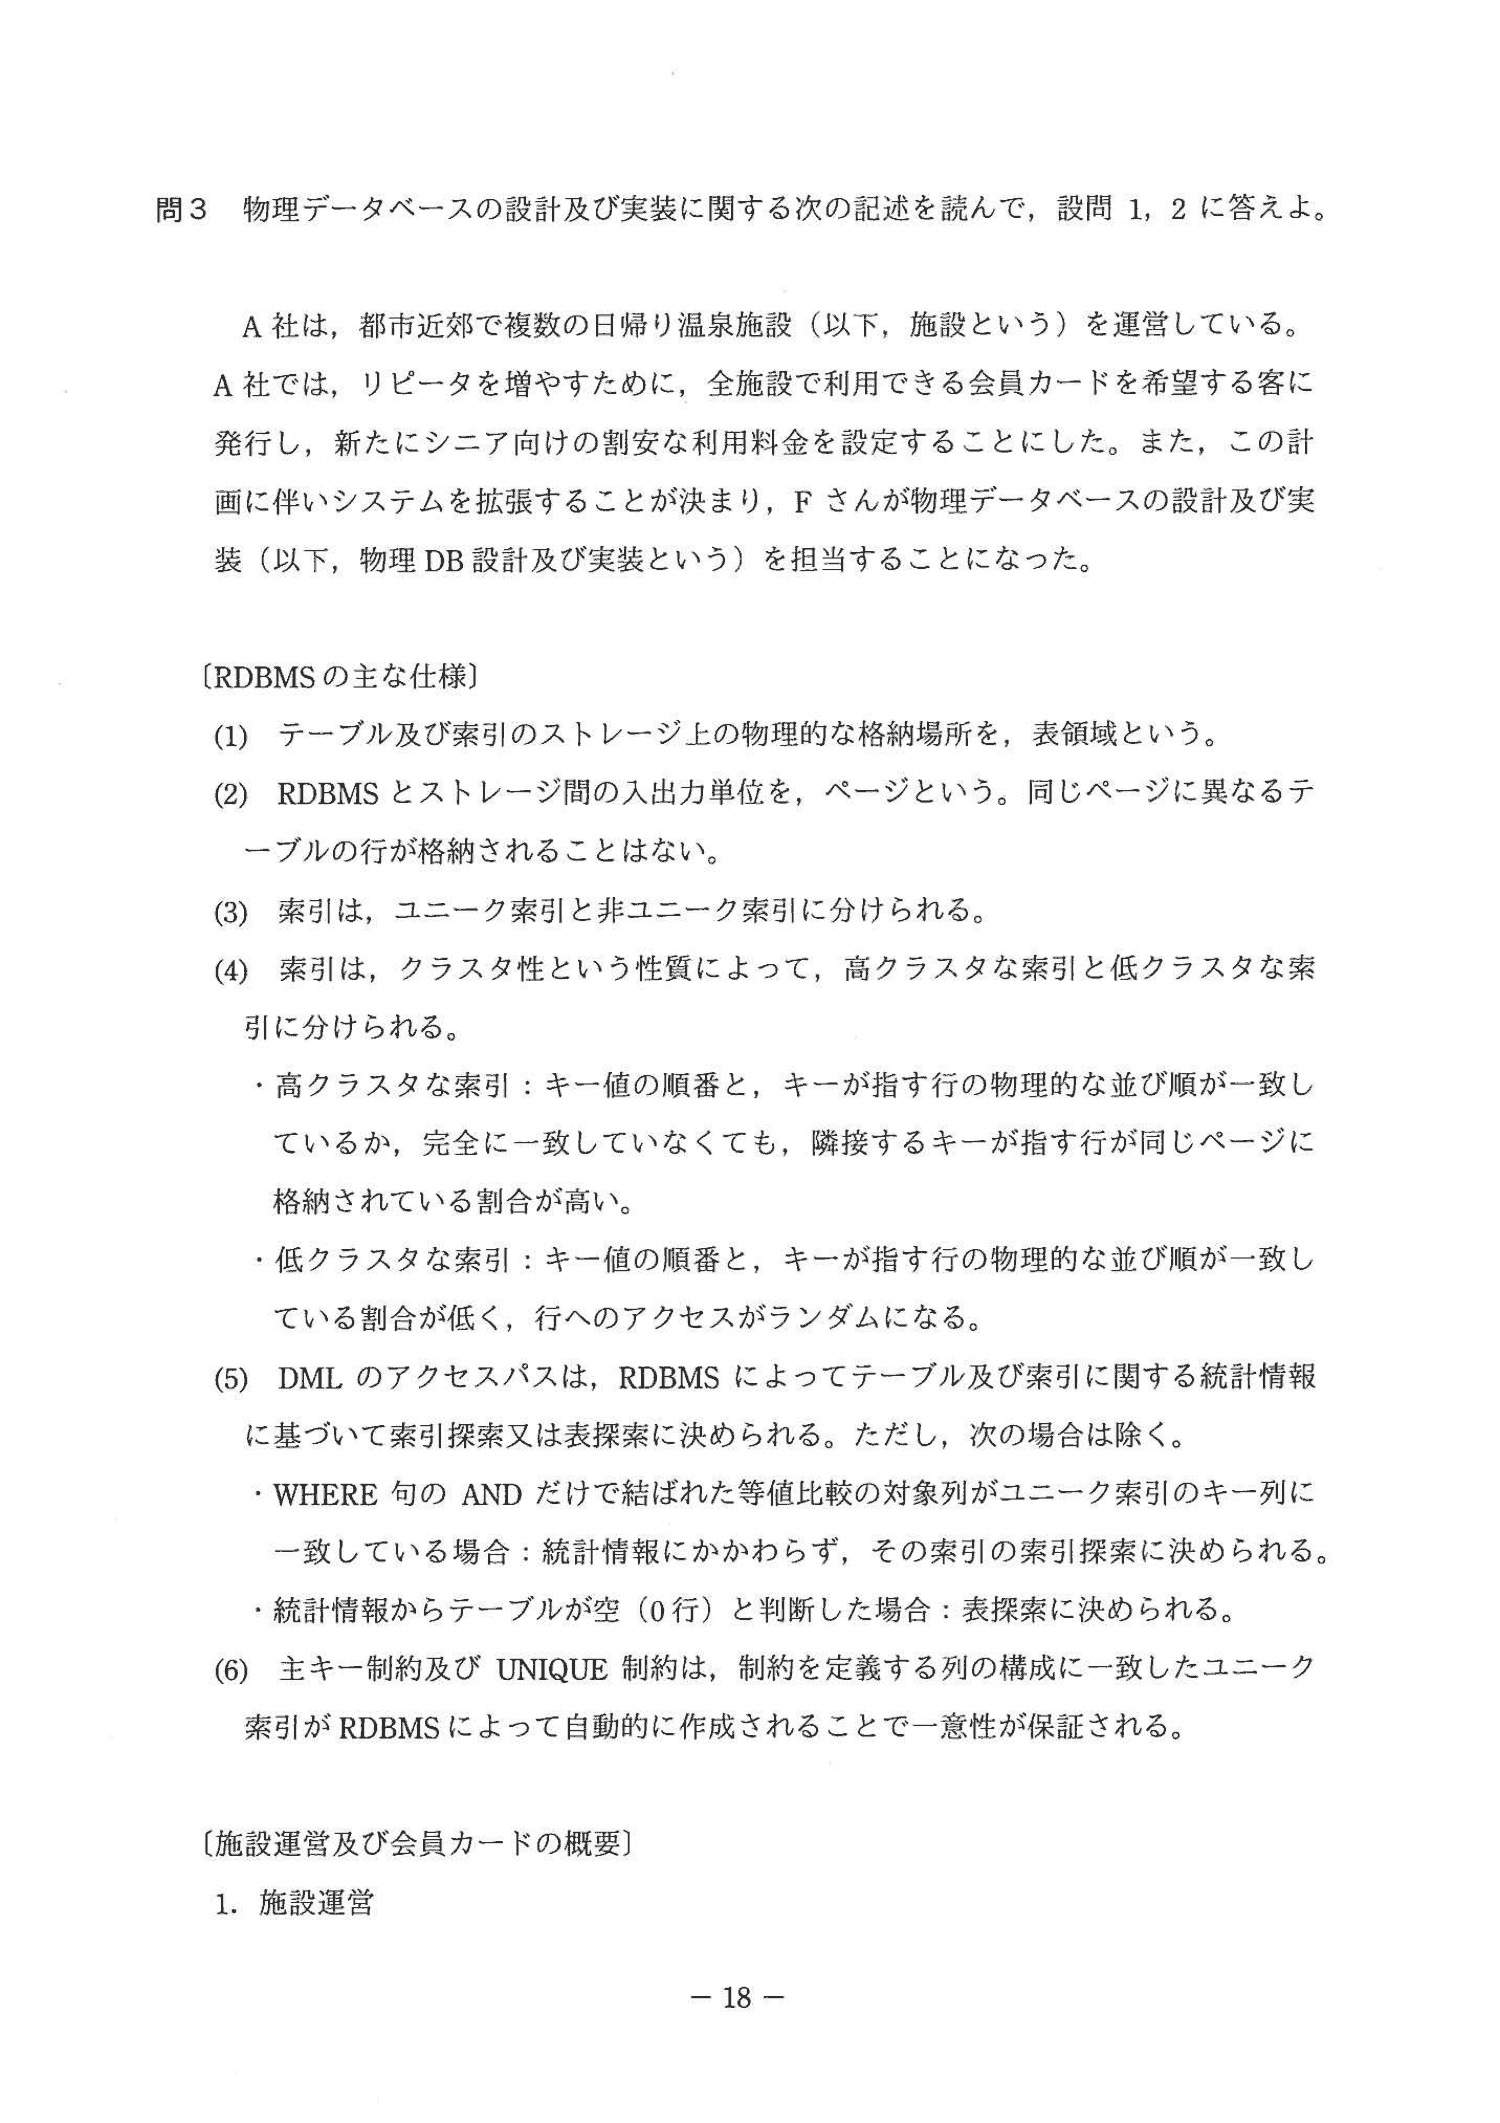 問3 物理データベースの設計及び実装に関する次の記述を読んで，設問 1，2 に答えよ。
A 社は，都市近郊で複数の日帰り温泉施設（以下，施設という）を運営している。
A 社では，リピータを増やすために，全施設で利用できる会員カードを希望する客に
発行し，新たにシニア向けの割安な利用料金を設定することにした。また，この計
画に伴いシステムを拡張することが決まり，F さんが物理データベースの設計及び実
装（以下，物理 DB 設計及び実装という）を担当することになった。
〔RDBMS の主な仕様〕
(1) テーブル及び索引のストレージ上の物理的な格納場所を，表領域という。
(2) RDBMS とストレージ間の入出力単位を，ページという。同じページに異なるテ
ーブルの行が格納されることはない。
(3) 索引は，ユニーク索引と非ユニーク索引に分けられる。
(4) 索引は，クラスタ性という性質によって，高クラスタな索引と低クラスタな索
引に分けられる。
・高クラスタな索引：キー値の順番と，キーが指す行の物理的な並び順が一致し
ているか，完全に一致していなくても，隣接するキーが指す行が同じページに
格納されている割合が高い。
・低クラスタな索引：キー値の順番と，キーが指す行の物理的な並び順が一致し
ている割合が低く，行へのアクセスがランダムになる。
(5) DML のアクセスパスは，RDBMS によってテーブル及び索引に関する統計情報
に基づいて索引探索又は表探索に決められる。ただし，次の場合は除く。
・WHERE 句の AND だけで結ばれた等値比較の対象列がユニーク索引のキー列に
一致している場合：統計情報にかかわらず，その索引の索引探索に決められる。
・統計情報からテーブルが空（0 行）と判断した場合：表探索に決められる。
(6) 主キー制約及び UNIQUE 制約は，制約を定義する列の構成に一致したユニーク
索引が RDBMS によって自動的に作成されることで一意性が保証される。
〔施設運営及び会員カードの概要〕
1. 施設運営
－ 18 －